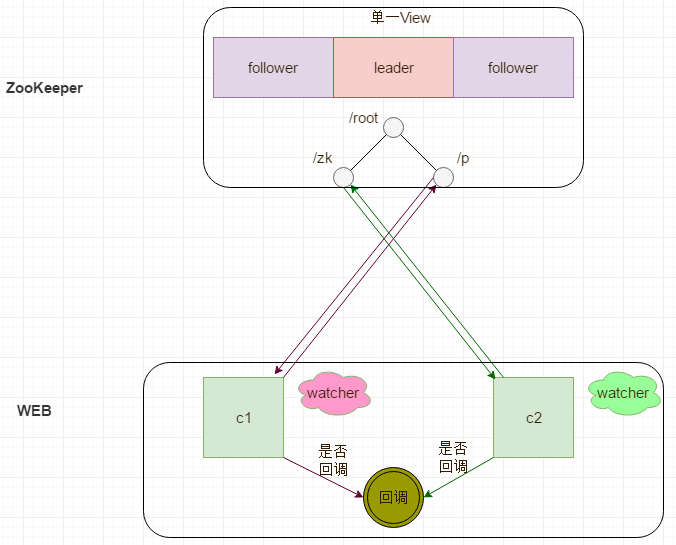 单一View
follower
leader
follower
ZooKeeper
/root
/zk
/p
WEB
c1
watcher
c2
watcher
是否
回调
是否
回调
回调